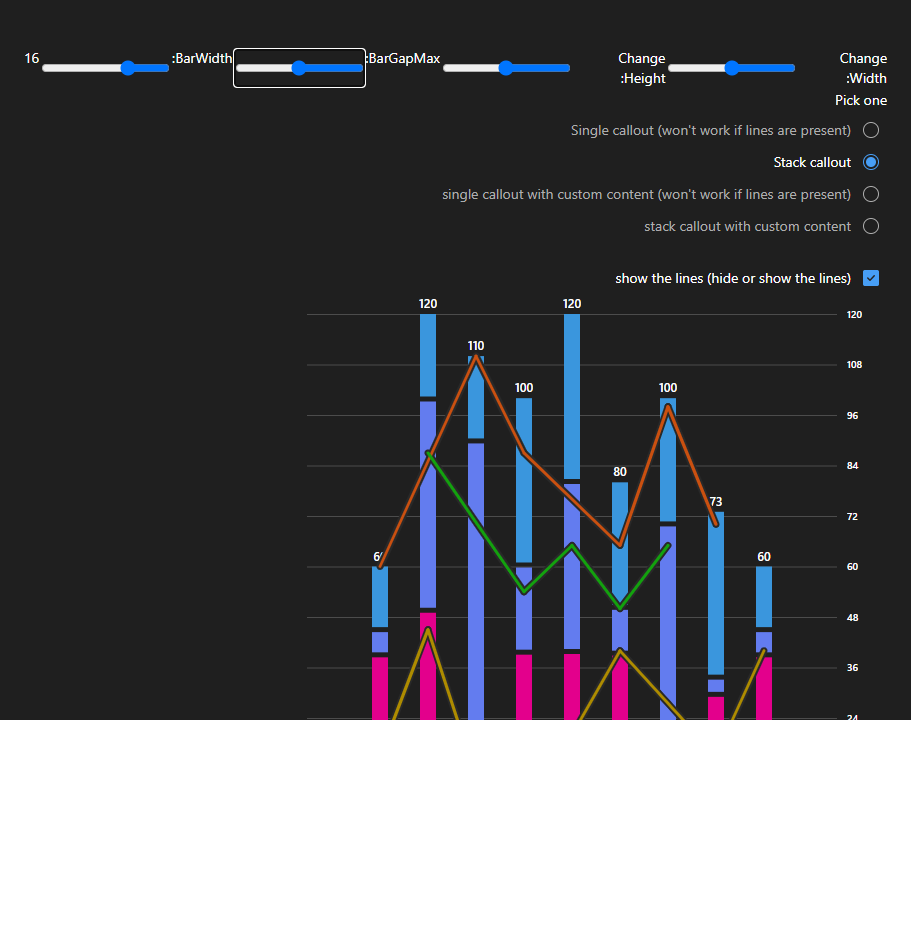 16
:BarWidth
:BarGapMax
Change
:Height
Change
:Width
Pick one
Single callout (won't work if lines are present)
Stack callout
single callout with custom content (won't work if lines are present)
stack callout with custom content
show the lines (hide or show the lines)
120
120
120
110
108
100
100
96
84
80
73
72
60
60
60
48
36
24